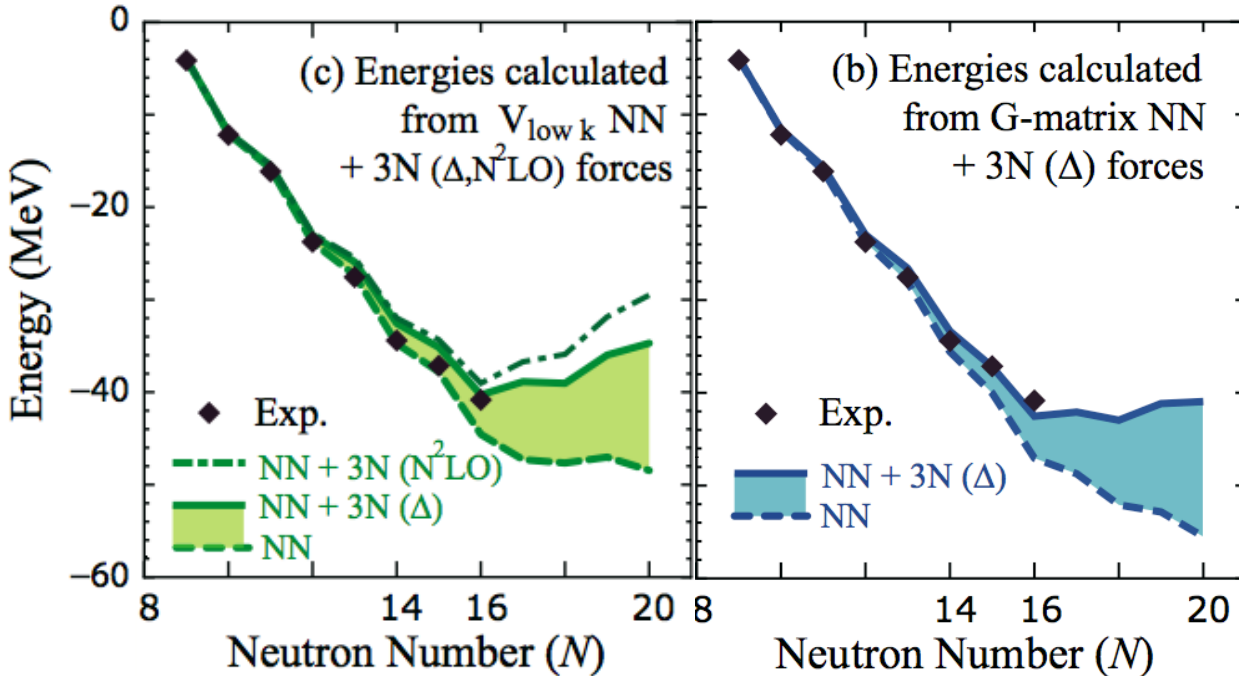 0
−20
−40
−60
Energy (MeV)
(c) Energies calculated
from V_low k NN
+ 3N (Δ,N²LO) forces
Exp.
NN + 3N (N²LO)
NN + 3N (Δ)
NN
8
14
16
20
Neutron Number (N)
(b) Energies calculated
from G-matrix NN
+ 3N (Δ) forces
Exp.
NN + 3N (Δ)
NN
8
14
16
20
Neutron Number (N)